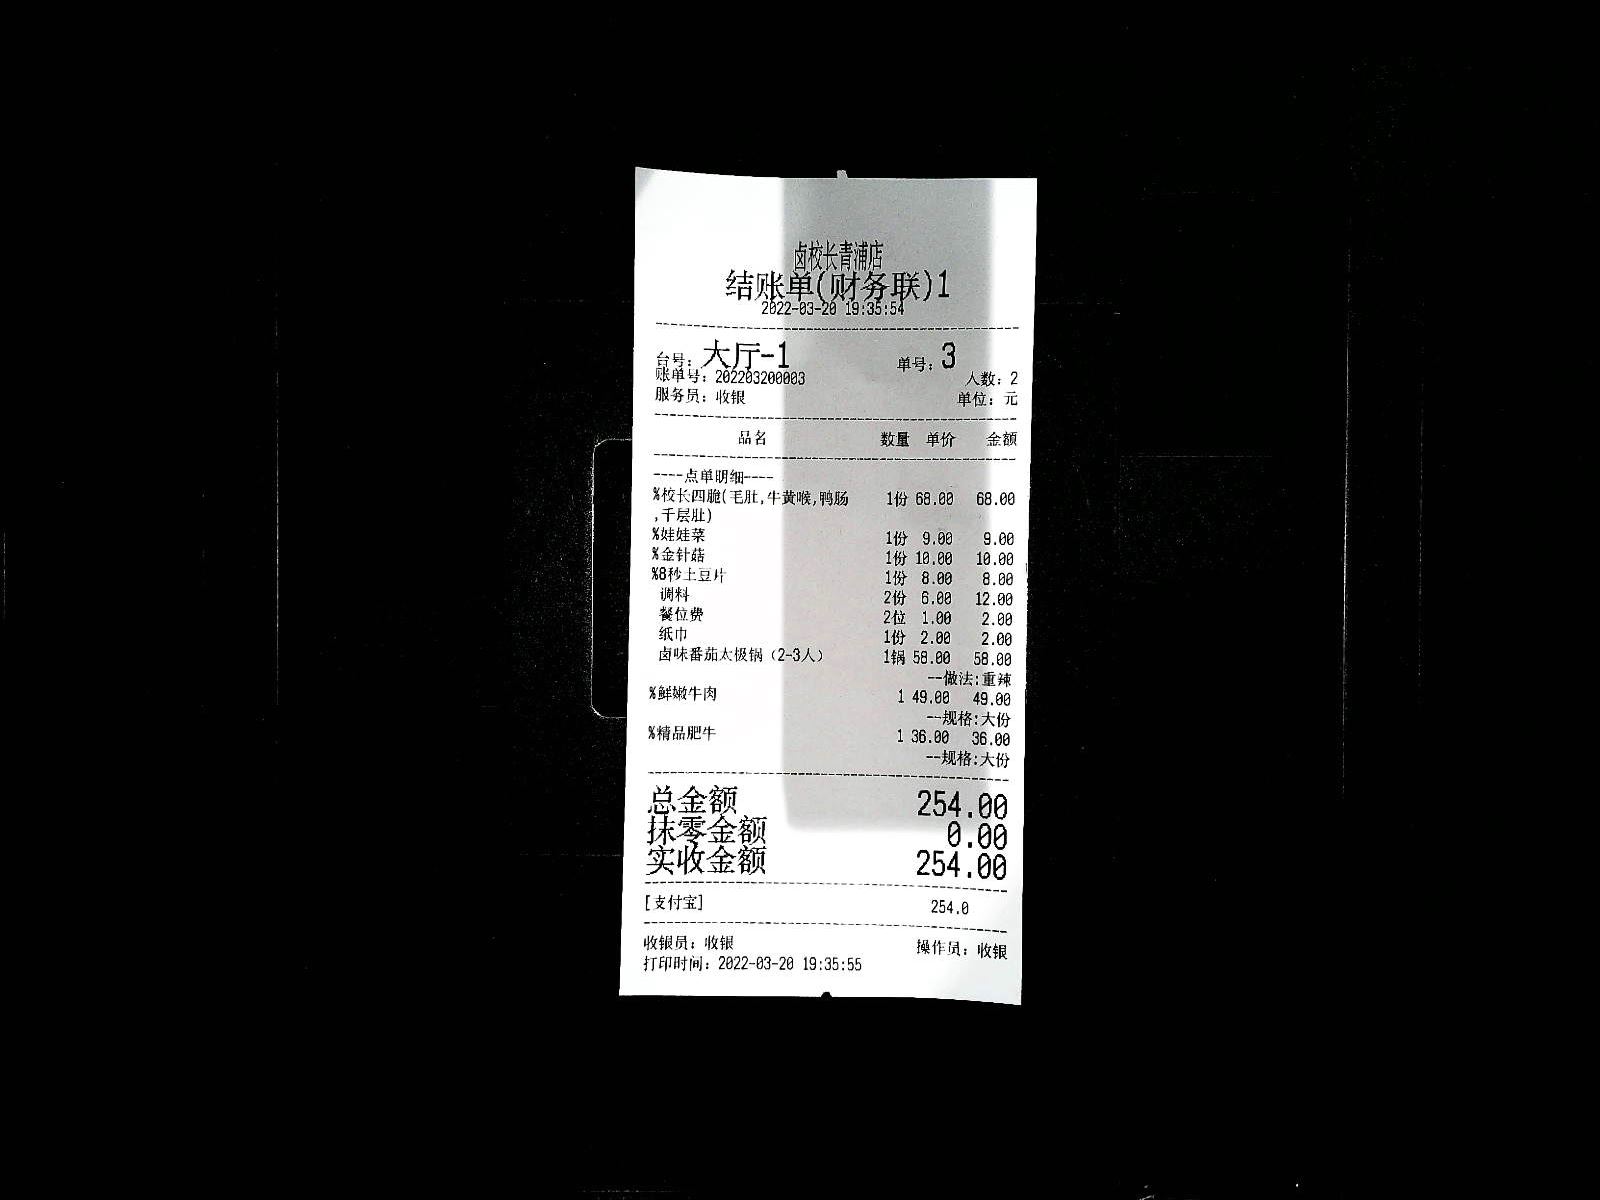 卤校长青浦店
结账单(财务联)1
2022-03-20 19:35:54
台号：大厅-1 单号：3
账单号：202203200003 人数：2
服务员：收银 单位：元
品名 数量 单价 金额
----点单明细----
%校长四脆(毛肚,牛黄喉,鸭肠 1份 68.00 68.00
,千层肚)
%娃娃菜 1份 9.00 9.00
%金针菇 1份 10.00 10.00
%8秒土豆片 1份 8.00 8.00
调料 2份 6.00 12.00
餐位费 2位 1.00 2.00
纸巾 1份 2.00 2.00
卤味番茄太极锅（2-3人） 1锅 58.00 58.00
--做法:重辣
%鲜嫩牛肉 1 49.00 49.00
--规格:大份
%精品肥牛 1 36.00 36.00
--规格:大份
总金额 254.00
抹零金额 0.00
实收金额 254.00
[支付宝] 254.0
收银员：收银 操作员：收银
打印时间：2022-03-20 19:35:55